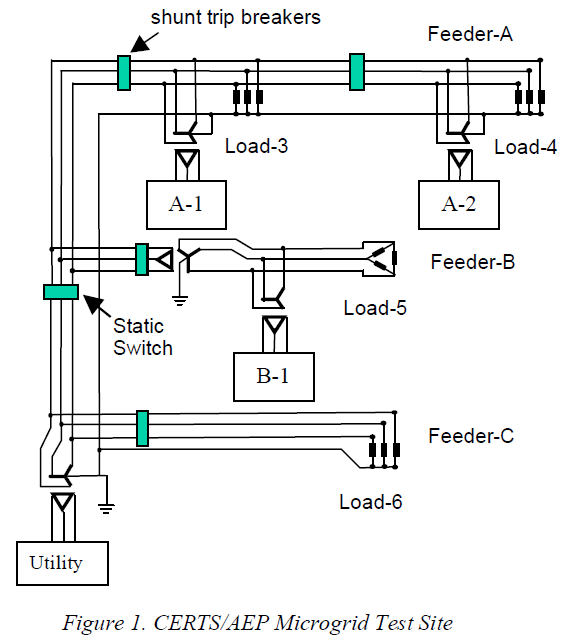 shunt trip breakers
Feeder-A
Load-3
Load-4
A-1
A-2
Feeder-B
Load-5
Static
Switch
B-1
Feeder-C
Load-6
Utility
Figure 1. CERTS/AEP Microgrid Test Site